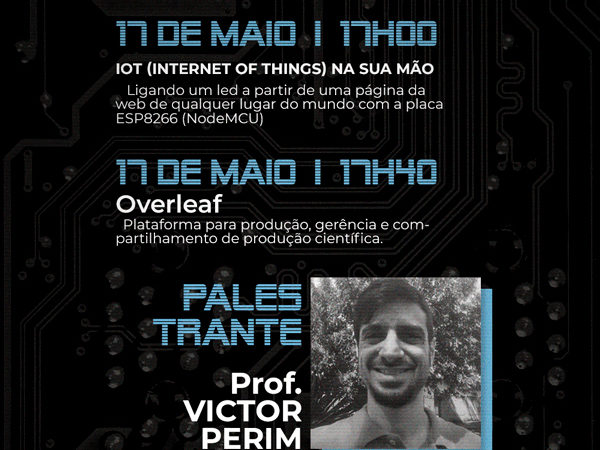 17 DE MAIO | 17H00
IOT (INTERNET OF THINGS) NA SUA MÃO
Ligando um led a partir de uma página da
web de qualquer lugar do mundo com a placa
ESP8266 (NodeMCU)
17 DE MAIO | 17H40
Overleaf
Plataforma para produção, gerência e com-
partilhamento de produção científica.
PALES
TRANTE
Prof.
VICTOR
PERIM